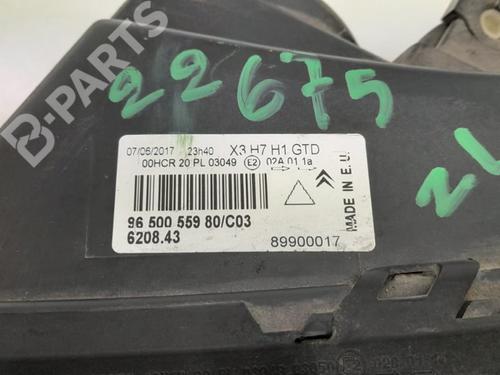 B-PARTS
22675
07/06/2017 23h40 X3 H7 H1 GTD
00HCR 20 PL 03049 E2 02A 01 1a
96 500 559 80/C03
6208.43
89900017
MADE IN E.U.